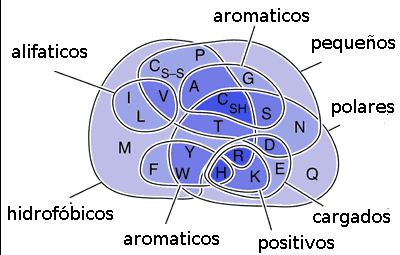 aromaticos
pequeños
alifaticos
P
C S-S
G
A
I
V
C SH
S
polares
L
T
N
M
Y
D
R
F
W
H
K
E
Q
hidrofóbicos
cargados
aromaticos
positivos